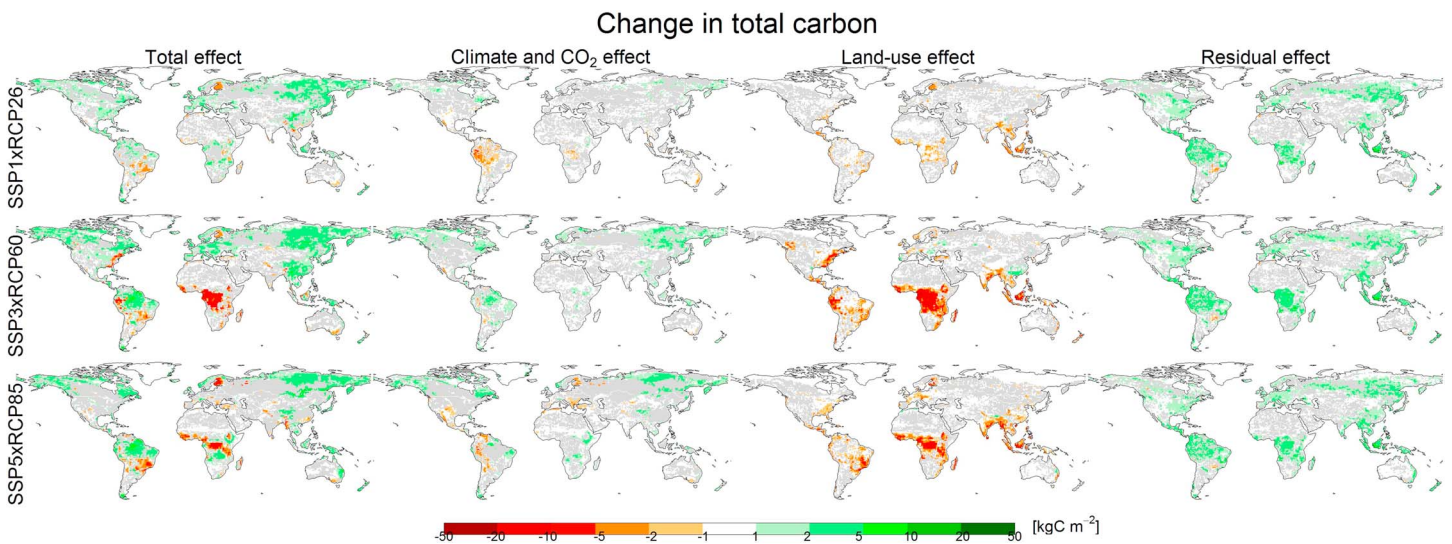 Change in total carbon
Total effect
Climate and CO₂ effect
Land-use effect
Residual effect
SSP1xRCP26
SSP3xRCP60
SSP5xRCP85
-50 -20 -10 -5 -2 -1 1 2 5 10 20 50
[kgC m⁻²]